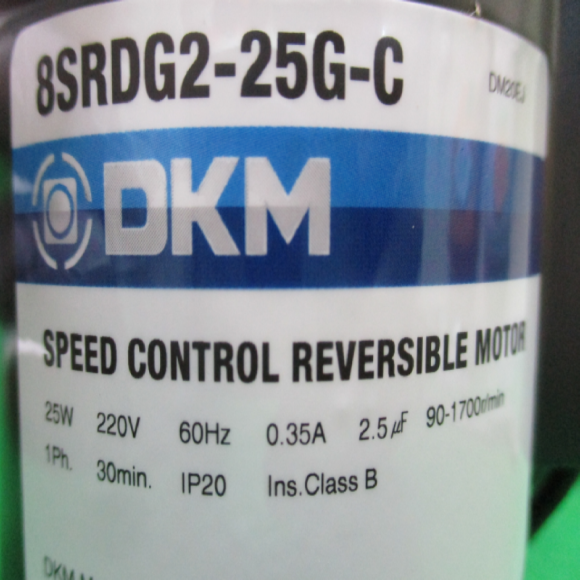 8SRDG2-25G-C
DM20EJ
DKM
SPEED CONTROL REVERSIBLE MOTOR
25W 220V 60Hz 0.35A 2.5㎌ 90-1700r/min
1Ph. 30min. IP20 Ins.Class B
DKM